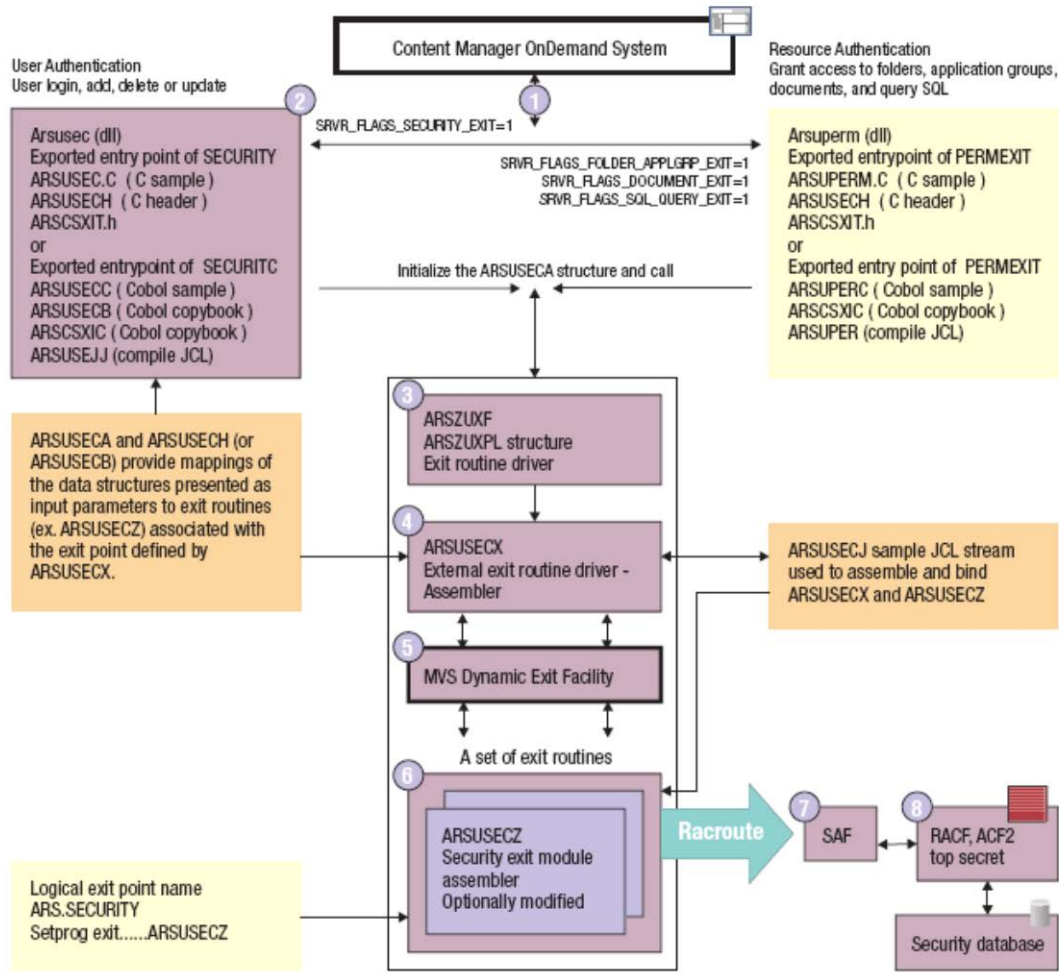 Content Manager OnDemand System
User Authentication
User login, add, delete or update
Resource Authentication
Grant access to folders, application groups,
documents, and query SQL
1
2
SRVR_FLAGS_SECURITY_EXIT=1
SRVR_FLAGS_FOLDER_APPLGRP_EXIT=1
SRVR_FLAGS_DOCUMENT_EXIT=1
SRVR_FLAGS_SQL_QUERY_EXIT=1
Arsusec (dll)
Exported entry point of SECURITY
ARSUSEC.C ( C sample )
ARSUSECH ( C header )
ARSCSXIT.h
or
Exported entrypoint of SECURITC
ARSUSECC ( Cobol sample )
ARSUSECB ( Cobol copybook )
ARSCSXIC ( Cobol copybook )
ARSUSEJJ (compile JCL)
Arsuperm (dll)
Exported entrypoint of PERMEXIT
ARSUPERM.C ( C sample )
ARSUSECH ( C header )
ARSCSXIT.h
or
Exported entry point of PERMEXIT
ARSUPERC ( Cobol sample )
ARSCSXIC ( Cobol copybook )
ARSUPER (compile JCL)
Initialize the ARSUSECA structure and call
3
ARSZUXF
ARSZUXPL structure
Exit routine driver
ARSUSECA and ARSUSECH (or
ARSUSECB) provide mappings of
the data structures presented as
input parameters to exit routines
(ex. ARSUSECZ) associated with
the exit point defined by
ARSUSECX.
4
ARSUSECX
External exit routine driver -
Assembler
ARSUSECJ sample JCL stream
used to assemble and bind
ARSUSECX and ARSUSECZ
5
MVS Dynamic Exit Facility
A set of exit routines
6
ARSUSECZ
Security exit module
assembler
Optionally modified
Racroute
7
SAF
8
RACF, ACF2
top secret
Security database
Logical exit point name
ARS.SECURITY
Setprog exit......ARSUSECZ